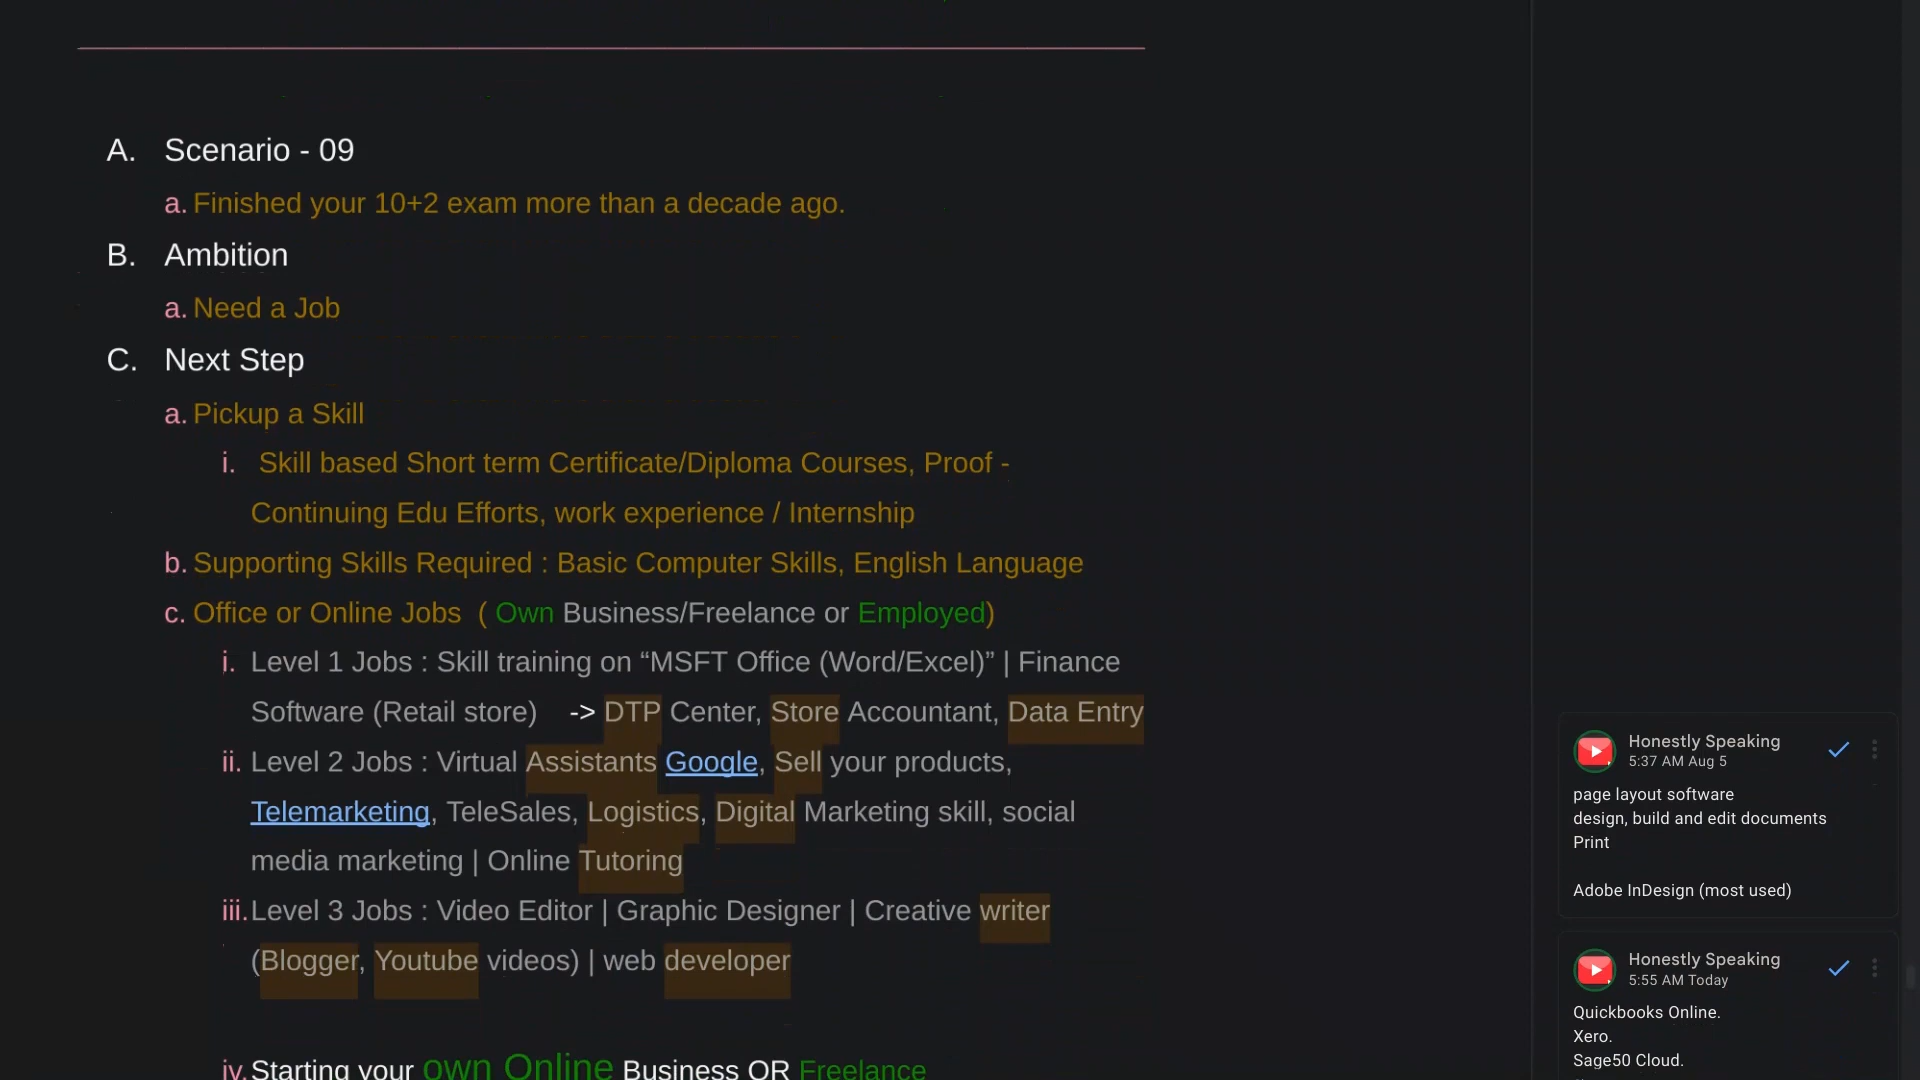 A. Scenario - 09
a. Finished your 10+2 exam more than a decade ago.
B. Ambition
a. Need a Job
C. Next Step
a. Pickup a Skill
i. Skill based Short term Certificate/Diploma Courses, Proof -
Continuing Edu Efforts, work experience / Internship
b. Supporting Skills Required : Basic Computer Skills, English Language
c. Office or Online Jobs ( Own Business/Freelance or Employed)
i. Level 1 Jobs : Skill training on “MSFT Office (Word/Excel)” | Finance
Software (Retail store) -> DTP Center, Store Accountant, Data Entry
ii. Level 2 Jobs : Virtual Assistants Google, Sell your products,
Telemarketing, TeleSales, Logistics, Digital Marketing skill, social
media marketing | Online Tutoring
iii. Level 3 Jobs : Video Editor | Graphic Designer | Creative writer
(Blogger, Youtube videos) | web developer
iv. Starting your own Online Business OR Freelance
Honestly Speaking
5:37 AM Aug 5
page layout software
design, build and edit documents
Print
Adobe InDesign (most used)
Honestly Speaking
5:55 AM Today
Quickbooks Online.
Xero.
Sage50 Cloud.